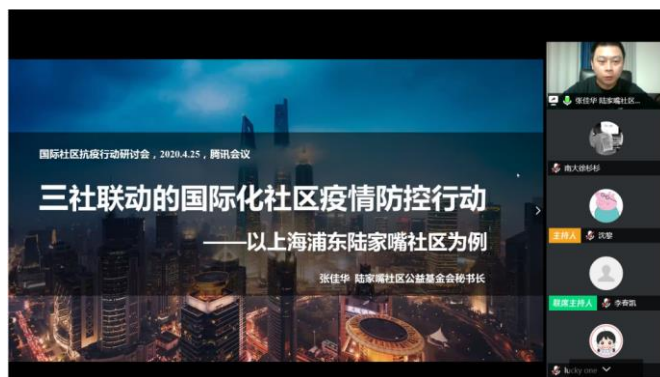 国际社区抗疫行动研讨会，2020.4.25，腾讯会议
三社联动的国际化社区疫情防控行动
——以上海浦东陆家嘴社区为例
张佳华 陆家嘴社区公益基金会秘书长
张佳华 陆家嘴社区...
南大徐杉杉
主持人 沈黎
联席主持人 李春凯
lucky one